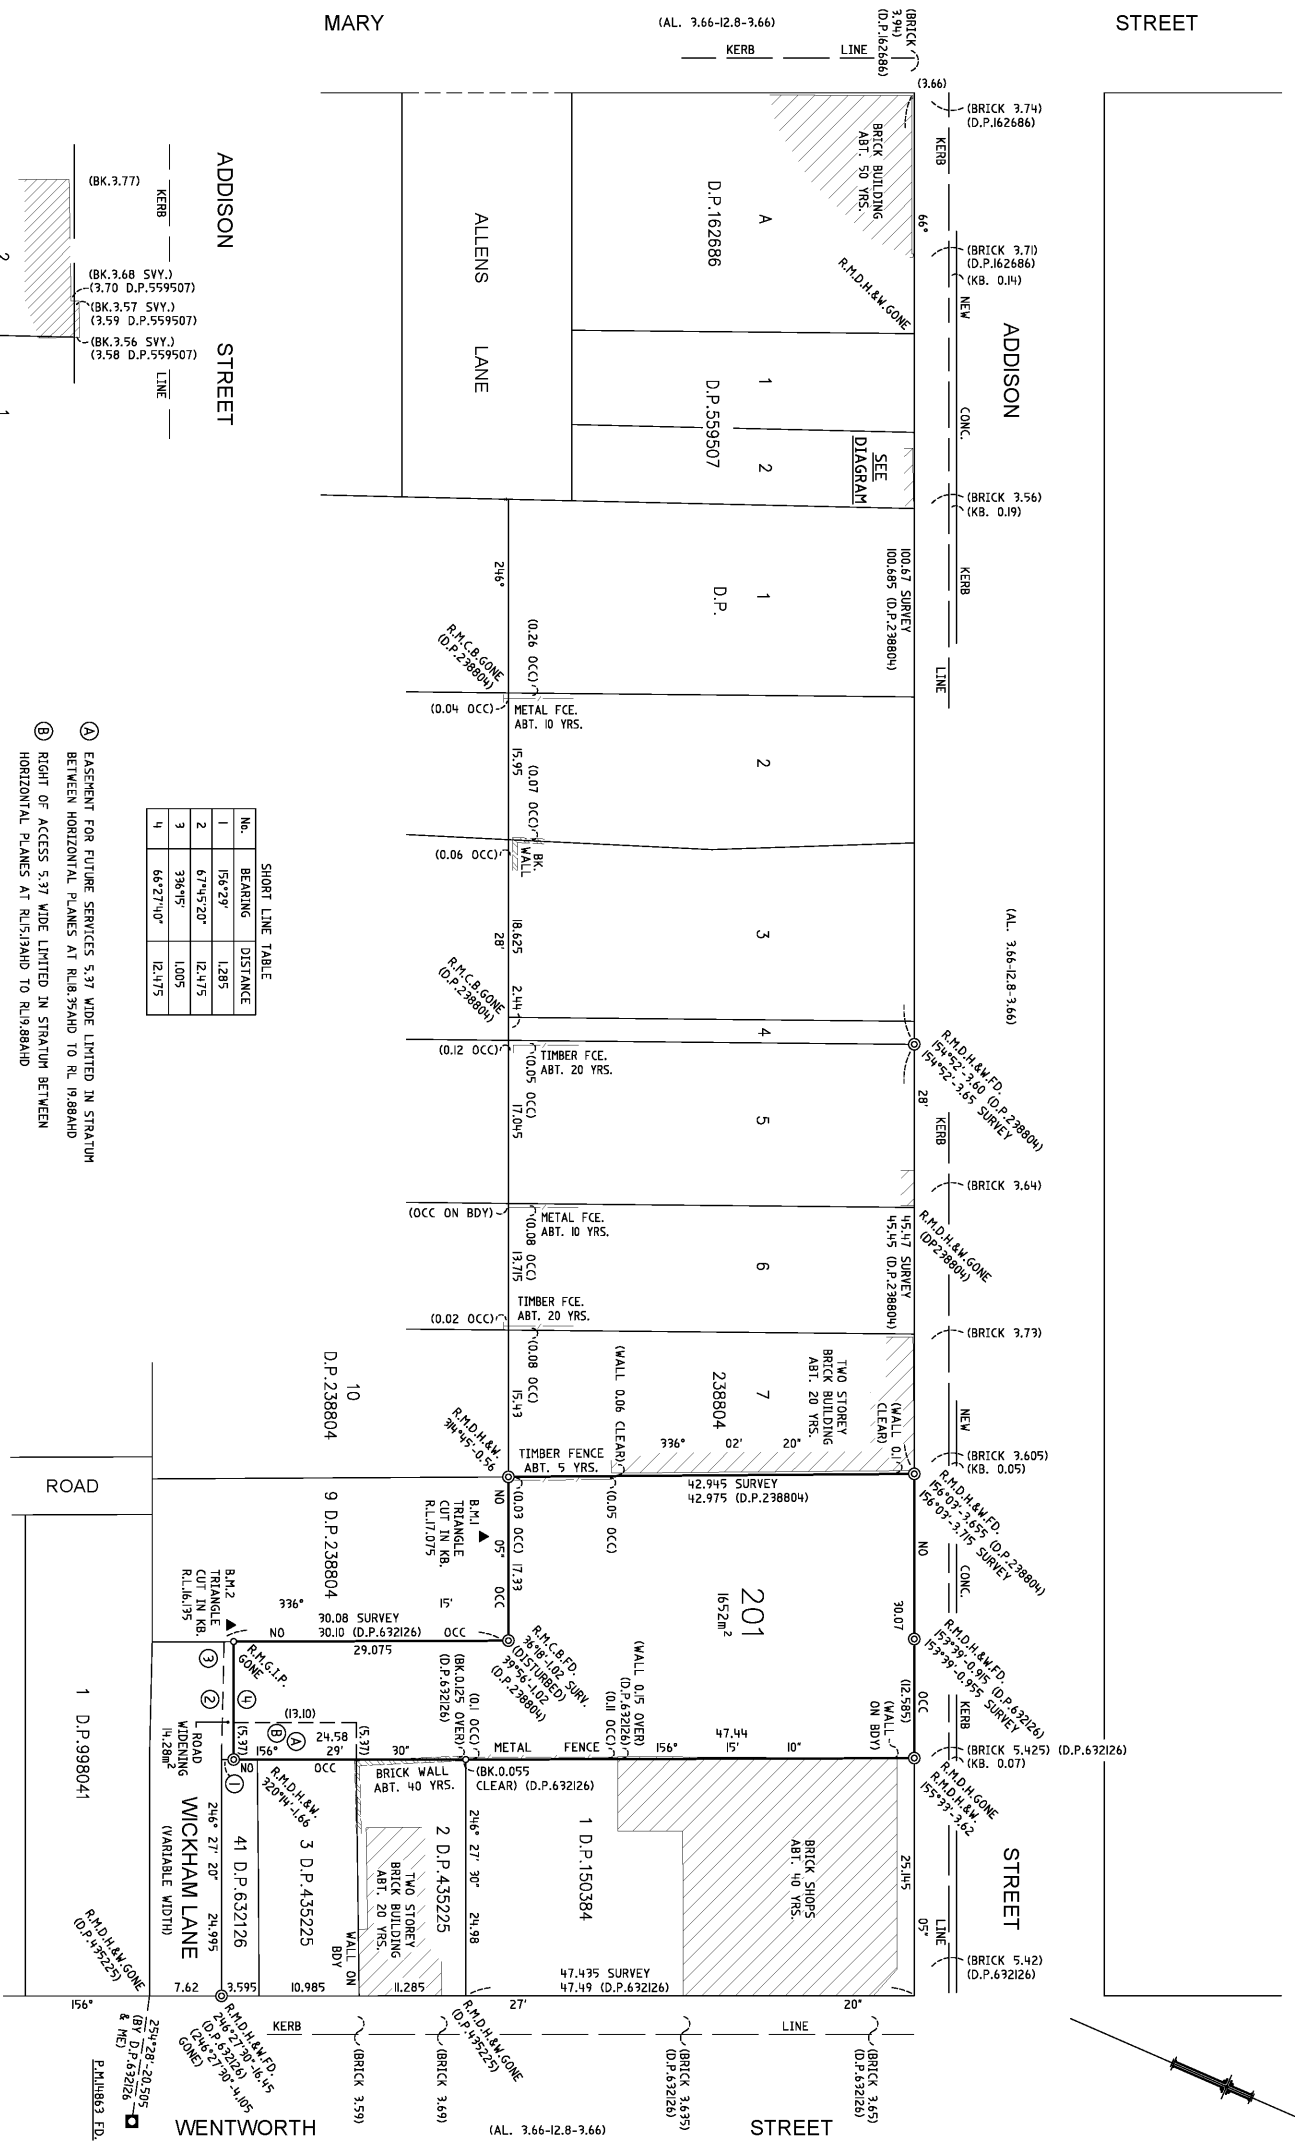 MARY
STREET
(AL. 3.66-12.8-3.66)
KERB
LINE
(BRICK
3.94)
(D.P.162686)
(3.66)
(BRICK 3.74)
(D.P.162686)
KERB
BRICK BUILDING
ABT. 50 YRS.
66°
A
D.P.162686
(BRICK 3.71)
(D.P.162686)
(KB. 0.14)
NEW
R.M.D.H.&W.GONE
ADDISON
ADDISON
STREET
(BK.3.77)
KERB
(BK.3.68 SVY.)
(3.70 D.P.559507)
(BK.3.57 SVY.)
(3.59 D.P.559507)
(BK.3.56 SVY.)
(3.58 D.P.559507)
LINE
2
1
ALLENS
LANE
1
D.P.559507
2
CONC.
SEE
DIAGRAM
(BRICK 3.56)
(KB. 0.19)
100.67 SURVEY
100.685 (D.P.238804)
KERB
LINE
246°
1
D.P.
(0.26 OCC)
R.M.C.B.GONE
(D.P.238804)
(0.04 OCC)
METAL FCE.
ABT. 10 YRS.
15.95
(0.07 OCC)
2
(0.06 OCC)
BK.
WALL
18.625
28'
3
(AL. 3.66-12.8-3.66)
2.44
R.M.C.B.GONE
(D.P.238804)
4
(0.12 OCC)
TIMBER FCE.
ABT. 20 YRS.
(0.05 OCC)
17.045
R.M.D.H.&W.FD.
154°52'-3.60 (D.P.238804)
154°52'-3.65 SURVEY
28'
KERB
5
(BRICK 3.64)
(OCC ON BDY)
METAL FCE.
ABT. 10 YRS.
(0.08 OCC)
13.715
R.M.D.H.&W.GONE
(DP238804)
45.47 SURVEY
45.45 (D.P.238804)
6
TIMBER FCE.
ABT. 20 YRS.
(0.02 OCC)
(BRICK 3.73)
(0.08 OCC)
15.43
SHORT LINE TABLE
No. BEARING DISTANCE
1 156°29' 1.285
2 67°45'20" 12.475
3 336°15' 1.005
4 66°27'40" 12.475
A EASEMENT FOR FUTURE SERVICES 5.37 WIDE LIMITED IN STRATUM
BETWEEN HORIZONTAL PLANES AT RL18.35AHD TO RL 19.88AHD
B RIGHT OF ACCESS 5.37 WIDE LIMITED IN STRATUM BETWEEN
HORIZONTAL PLANES AT RL15.13AHD TO RL19.88AHD
10
D.P.238804
(WALL 0.06 CLEAR)
238804
7
TWO STOREY
BRICK BUILDING
ABT. 20 YRS.
(WALL 0.1
CLEAR)
NEW
336° 02' 20"
R.M.D.H.&W.
314°45'-0.56
TIMBER FENCE
ABT. 5 YRS.
(BRICK 3.605)
(KB. 0.05)
42.945 SURVEY
42.975 (D.P.238804)
R.M.D.H.&W.FD.
156°03'-3.655 (D.P.238804)
156°03'-3.715 SURVEY
ROAD
9 D.P.238804
B.M.1
TRIANGLE
CUT IN KB.
R.L.17.075
NO
05"
OCC
(0.03 OCC) 17.33
(0.05 OCC)
201
1652m²
NO
CONC.
30.07
B.M.2
TRIANGLE
CUT IN KB.
R.L.16.135
336°
15'
30.08 SURVEY
30.10 (D.P.632126)
NO
OCC
29.075
R.M.G.I.P.
GONE
R.M.C.B.FD.
36°18'-1.02 SURV.
(DISTURBED)
39°56'-1.02
(D.P.238804)
R.M.D.H.&W.FD.
153°39'-0.915 (D.P.632126)
153°39'-0.955 SURVEY
1 D.P.998041
3
2
4
(13.10)
(5.37)
B
A
24.58
(5.37)
(BK.0.125 OVER)
(D.P.632126)
(0.1 OCC)
(WALL 0.15 OVER)
(D.P.632126)
(0.11 OCC)
47.44
OCC
(12.585)
(WALL
ON BDY)
KERB
ROAD
WIDENING
14.28m²
1
NO
156° 29' 30"
OCC
METAL FENCE
156° 15' 10"
(BRICK 5.425) (D.P.632126)
(KB. 0.07)
BRICK WALL
ABT. 40 YRS.
(BK.0.055
CLEAR) (D.P.632126)
R.M.D.H.&W.
320°14'-1.66
R.M.D.H.GONE
R.M.D.H.&W.
155°33'-3.62
WICKHAM LANE
(VARIABLE WIDTH)
246° 27' 20" 24.995
41 D.P.632126
3 D.P.435225
TWO STOREY
BRICK BUILDING
ABT. 20 YRS.
2 D.P.435225
246° 27' 30" 24.98
1 D.P.150384
BRICK SHOPS
ABT. 40 YRS.
25.145
05"
STREET
LINE
(BRICK 5.42)
(D.P.632126)
WALL ON
BDY
R.M.D.H.&W.GONE
(D.P.435225)
7.62
3.595
10.985
11.285
47.435 SURVEY
47.49 (D.P.632126)
156°
27'
20"
254°28'-20.505
(BY D.P.632126
& ME)
P.M.14863 FD.
R.M.D.H.&W.FD.
246°27'30"-16.45
(D.P.632126)
(246°27'30"-4.105
GONE)
KERB
(BRICK 3.59)
(BRICK 3.69)
R.M.D.H.&W.GONE
(D.P.435225)
(BRICK 3.635)
(D.P.632126)
LINE
(BRICK 3.65)
(D.P.632126)
WENTWORTH
(AL. 3.66-12.8-3.66)
STREET